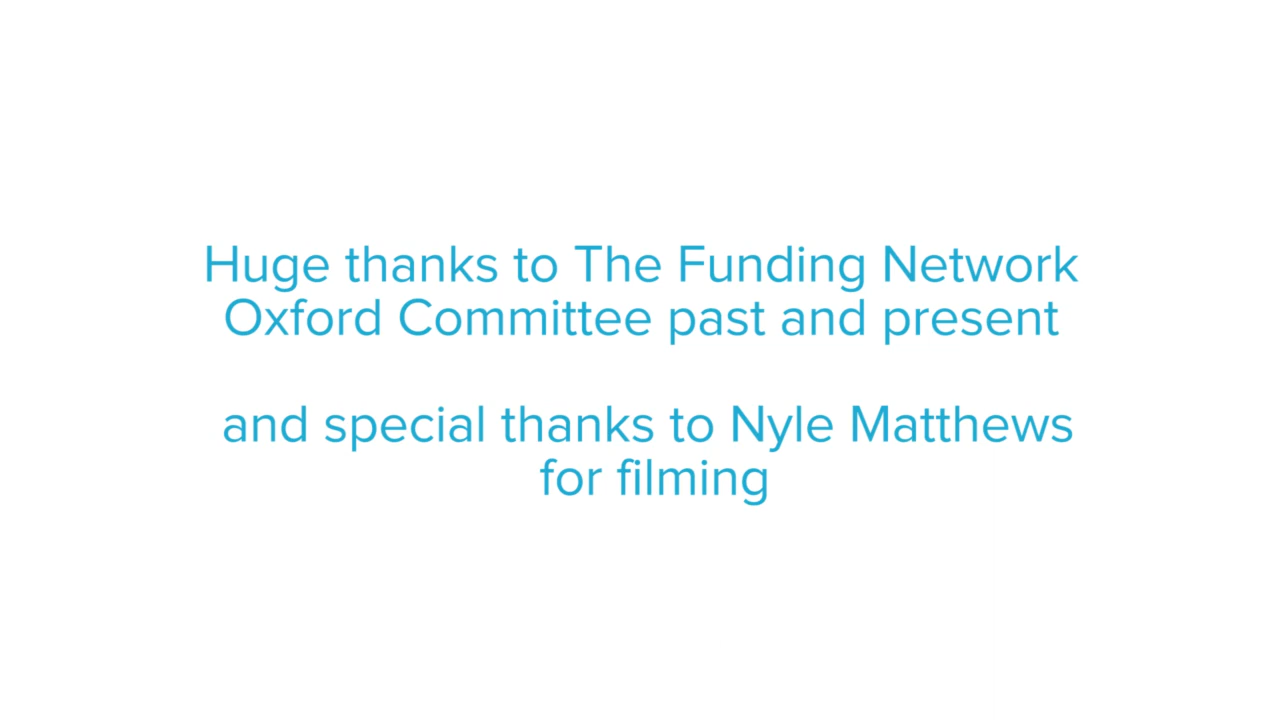 Huge thanks to The Funding Network
Oxford Committee past and present
and special thanks to Nyle Matthews
for filming